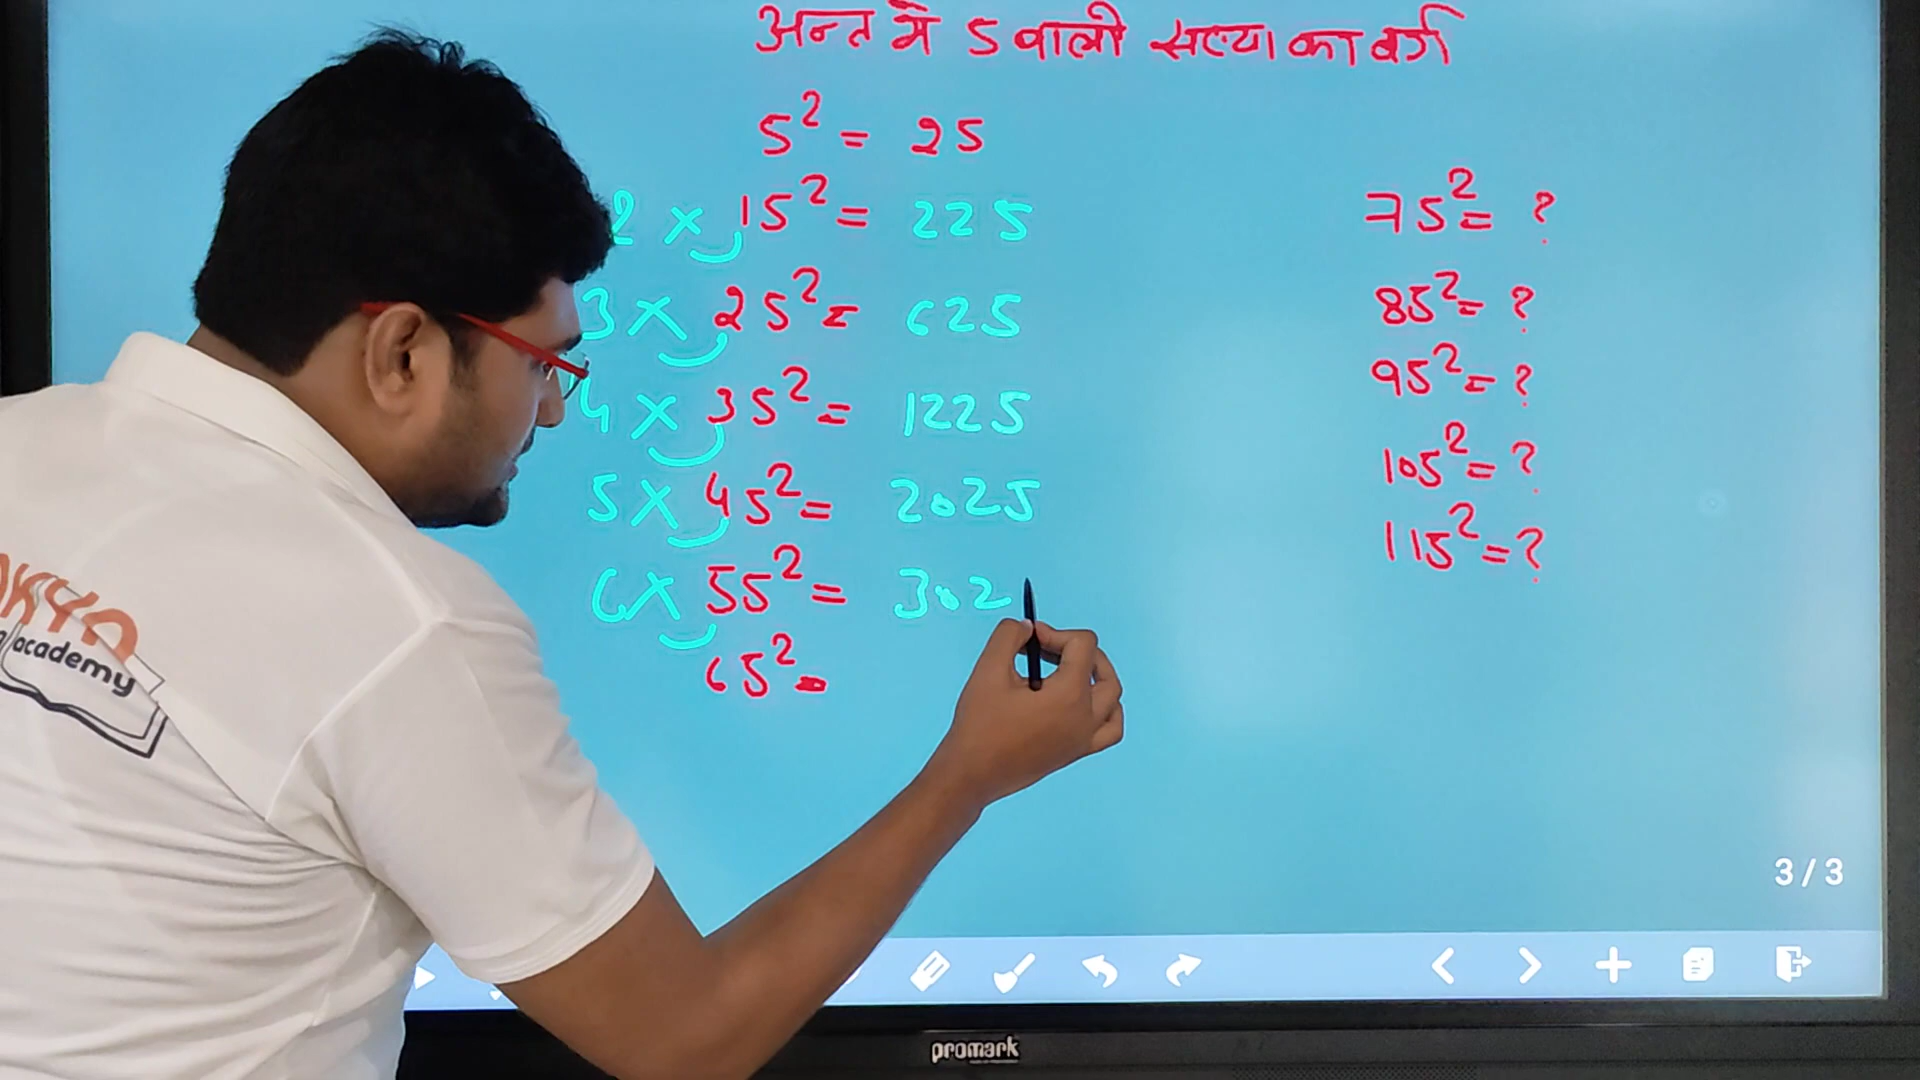 अन्त मे 5 वाली संख्या का वर्ग
5² = 25
2 × 15² = 225
3 × 25² = 625
4 × 35² = 1225
5 × 45² = 2025
6 × 55² = 302
65² =
75² = ?
85² = ?
95² = ?
105² = ?
115² = ?
academy
3/3
promark